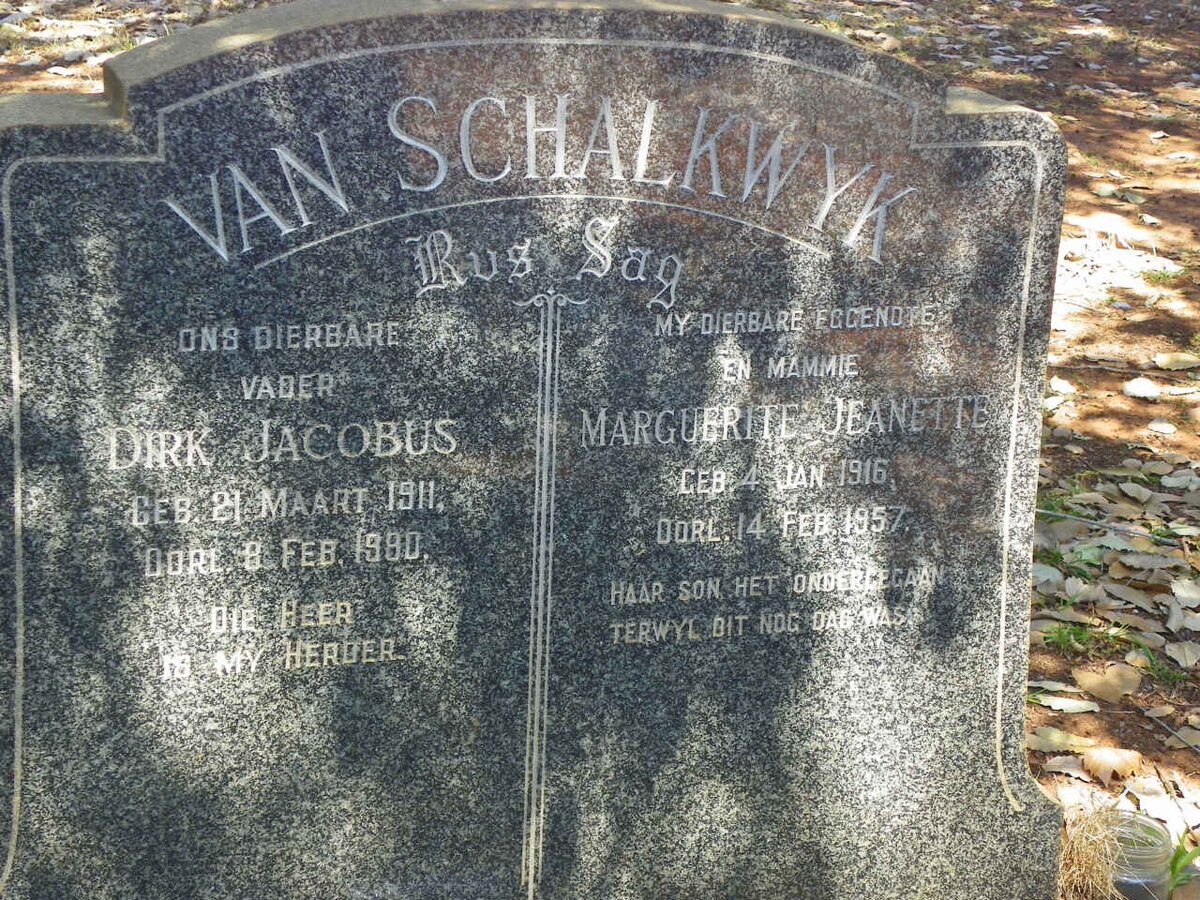 VAN SCHALKWYK
Rus Sag
ONS DIERBARE
VADER
DIRK JACOBUS
GEB. 21 MAART 1911,
OORL. 8 FEB. 1990.
DIE HEER
IS MY HERDER.
MY DIERBARE EGGENOTE
EN MAMMIE
MARGUERITE JEANETTE
GEB. 4 JAN. 1916,
OORL. 14 FEB. 1957.
HAAR SON HET ONDERGEGAAN
TERWYL DIT NOG DAG WAS.